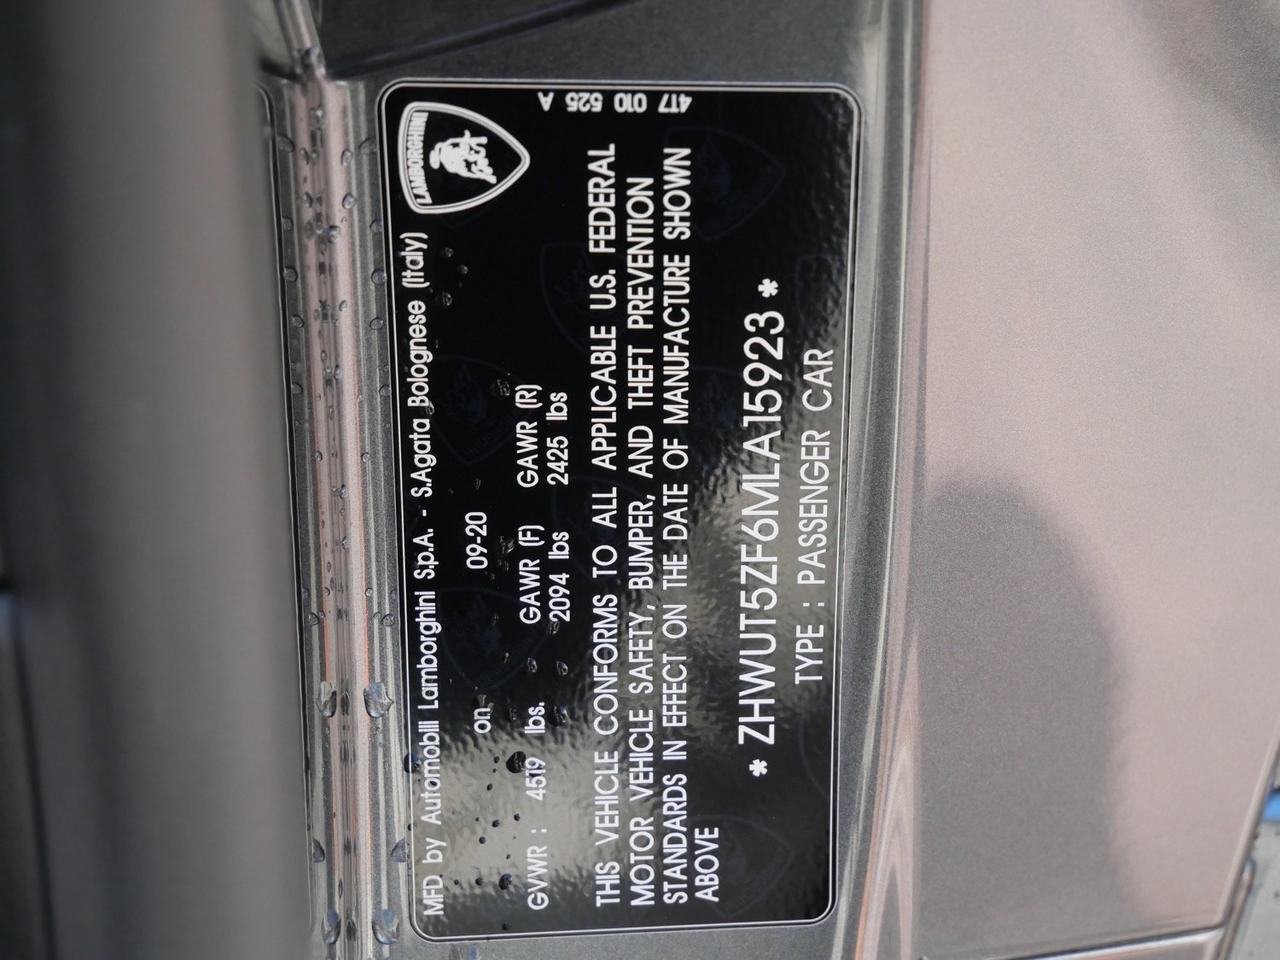 LAMBORGHINI
4T7 010 525 A
MFD by Automobili Lamborghini S.p.A. - S.Agata Bolognese (Italy)
on 09-20
GVWR : 4519 lbs. GAWR (F) GAWR (R)
2094 lbs 2425 lbs
THIS VEHICLE CONFORMS TO ALL APPLICABLE U.S. FEDERAL
MOTOR VEHICLE SAFETY, BUMPER, AND THEFT PREVENTION
STANDARDS IN EFFECT ON THE DATE OF MANUFACTURE SHOWN
ABOVE
* ZHWUT5ZF6MLA15923 *
TYPE : PASSENGER CAR